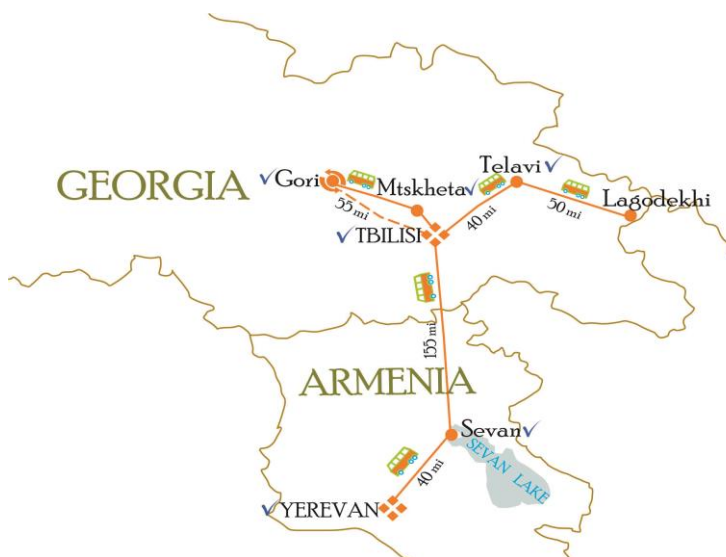 Telavi
GEORGIA
Gori
Mtskheta
Lagodekhi
55 mi
40 mi
50 mi
TBILISI
155 mi
ARMENIA
Sevan
SEVAN LAKE
40 mi
YEREVAN